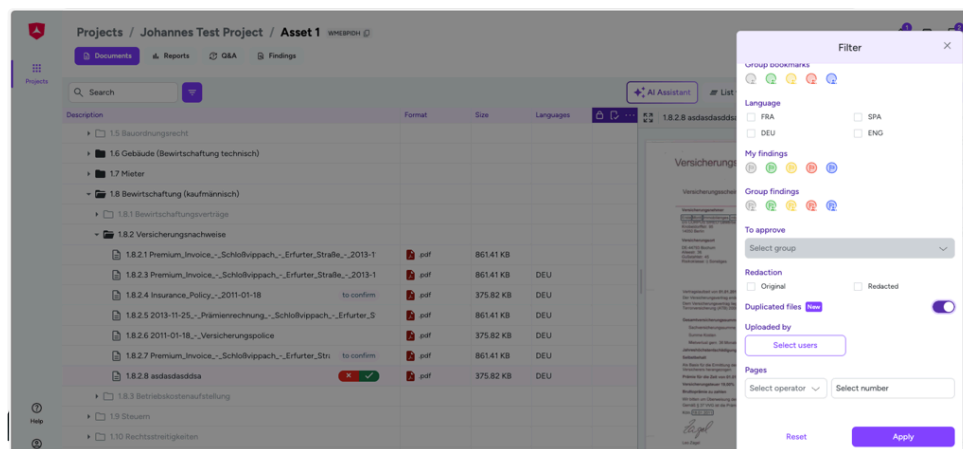 Projects / Johannes Test Project / Asset 1 WMEBPIDH
Documents Reports Q&A Findings
Projects
Search
AI Assistant
List
Description Format Size Languages
1.8.2.8 asdasdasddsa
1.5 Bauordnungsrecht
1.6 Gebäude (Bewirtschaftung technisch)
1.7 Mieter
1.8 Bewirtschaftung (kaufmännisch)
1.8.1 Bewirtschaftungsverträge
1.8.2 Versicherungsnachweise
1.8.2.1 Premium_Invoice_-_Schloßvippach_-_Erfurter_Straße_-_2013-1 .pdf 861.41 KB
1.8.2.3 Premium_Invoice_-_Schloßvippach_-_Erfurter_Straße_-_2013-1 .pdf 861.41 KB DEU
1.8.2.4 Insurance_Policy_-_2011-01-18 to confirm .pdf 375.82 KB DEU
1.8.2.5 2013-11-25_-_Prämienrechnung_-_Schloßvippach_-_Erfurter_S .pdf 861.41 KB DEU
1.8.2.6 2011-01-18_-_Versicherungspolice .pdf 375.82 KB DEU
1.8.2.7 Premium_Invoice_-_Schloßvippach_-_Erfurter_Str to confirm .pdf 861.41 KB DEU
1.8.2.8 asdasdasddsa .pdf 375.82 KB DEU
1.8.3 Betriebskostenaufstellung
1.9 Steuern
1.10 Rechtsstreitigkeiten
Help
Filter
Group bookmarks
Language
FRA SPA
DEU ENG
My findings
Group findings
To approve
Select group
Redaction
Original Redacted
Duplicated files New
Uploaded by
Select users
Pages
Select operator Select number
Reset Apply